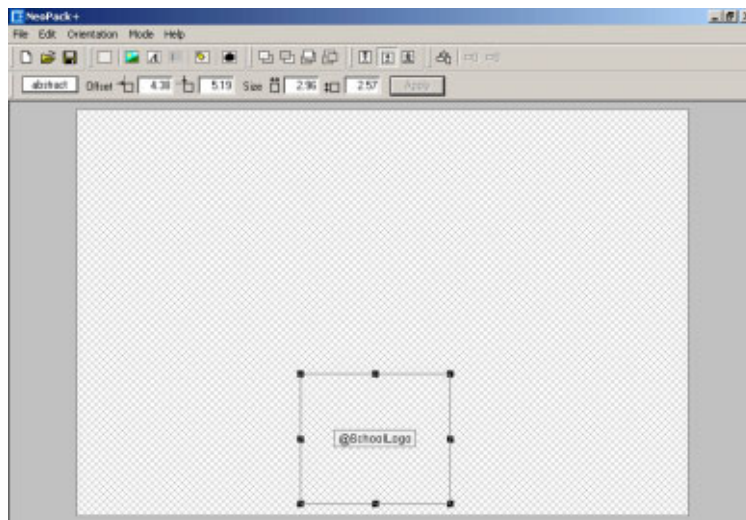 NeoPack+
File Edit Orientation Mode Help
abstract Offset 4.38 5.19 Size 2.96 2.57 Apply
@SchoolLogo